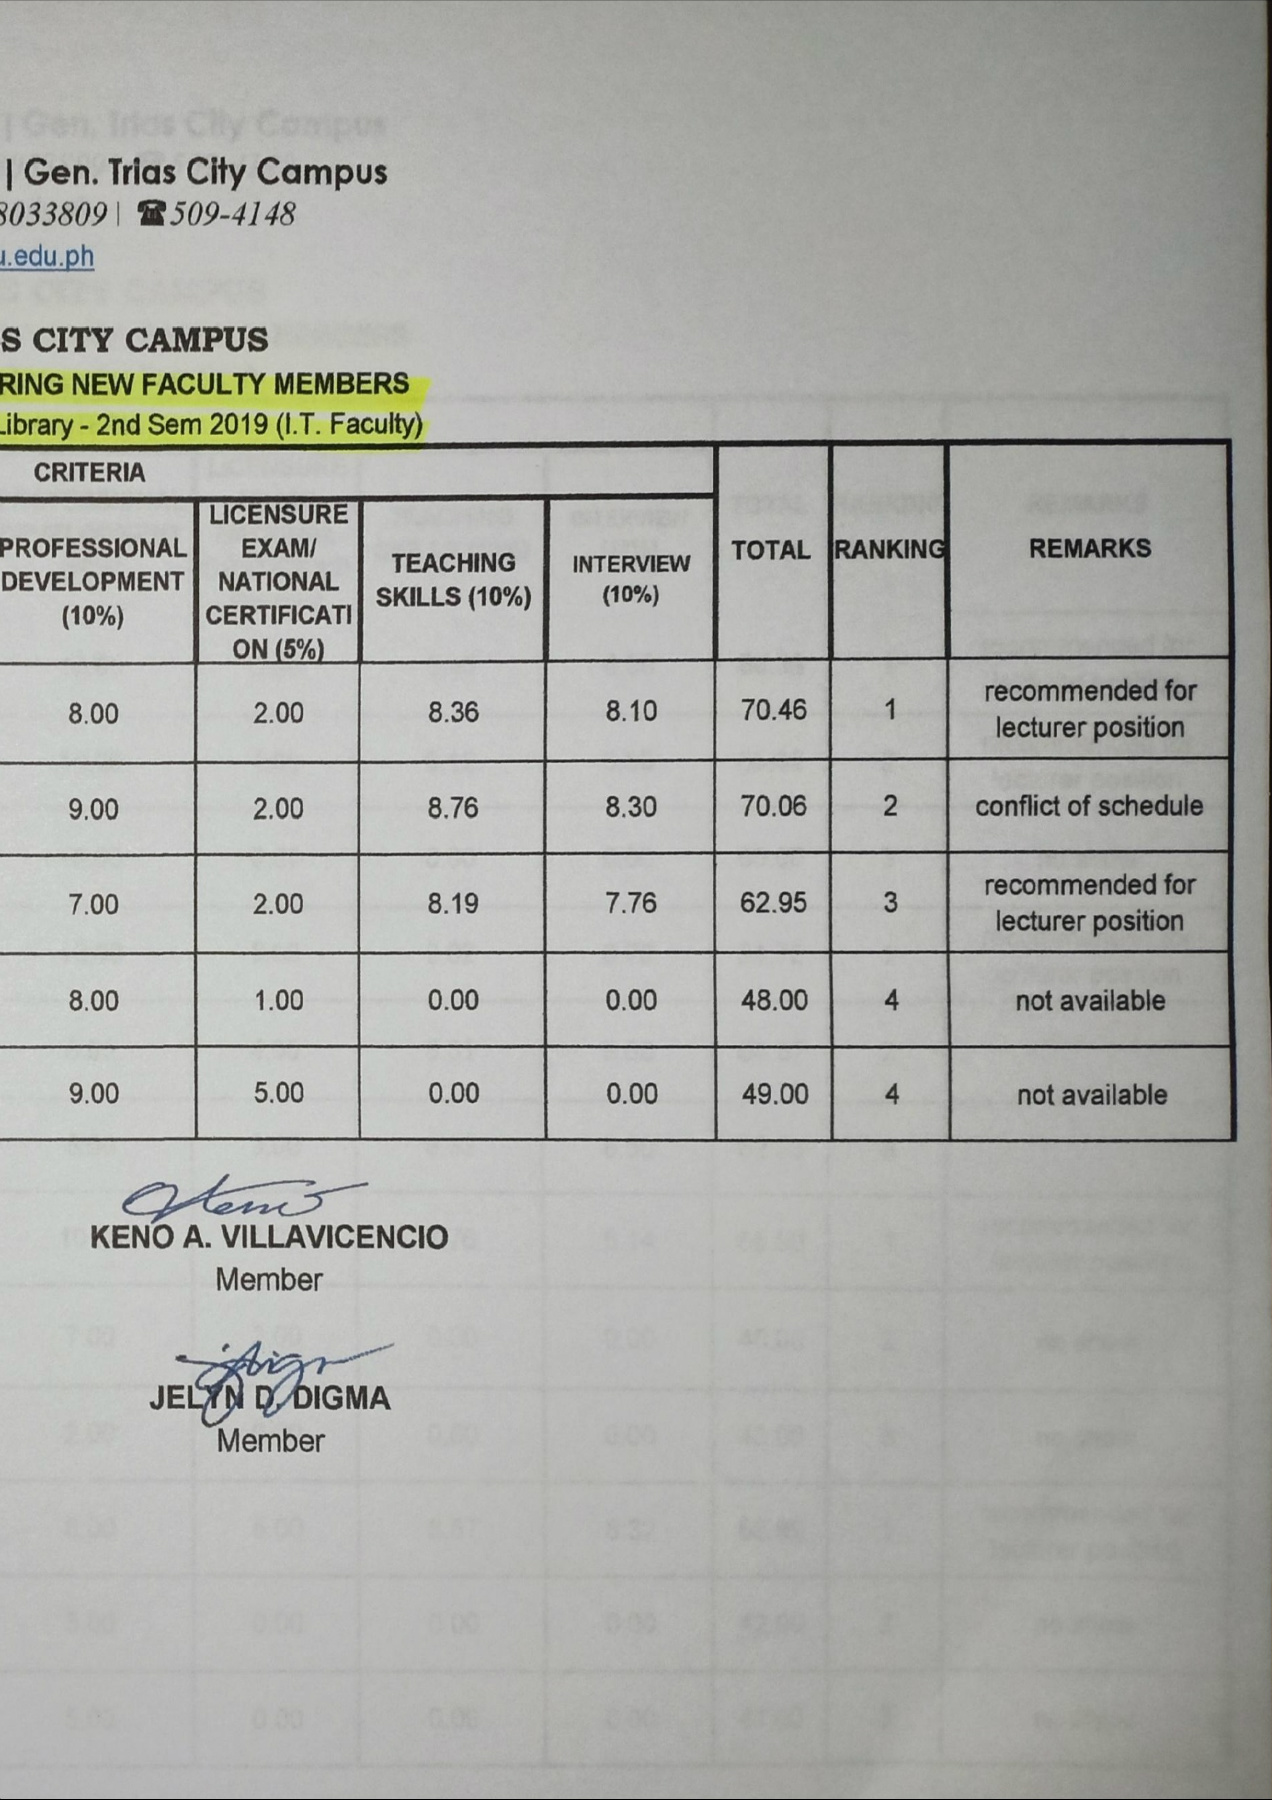 | Gen. Trias City Campus
8033809 | ☎ 509-4148
u.edu.ph
S CITY CAMPUS
RING NEW FACULTY MEMBERS
Library - 2nd Sem 2019 (I.T. Faculty)
CRITERIA
PROFESSIONAL DEVELOPMENT (10%) LICENSURE EXAM/ NATIONAL CERTIFICATI ON (5%) TEACHING SKILLS (10%) INTERVIEW (10%) TOTAL RANKING REMARKS
8.00 2.00 8.36 8.10 70.46 1 recommended for lecturer position
9.00 2.00 8.76 8.30 70.06 2 conflict of schedule
7.00 2.00 8.19 7.76 62.95 3 recommended for lecturer position
8.00 1.00 0.00 0.00 48.00 4 not available
9.00 5.00 0.00 0.00 49.00 4 not available
KENO A. VILLAVICENCIO
Member
JELYN D. DIGMA
Member